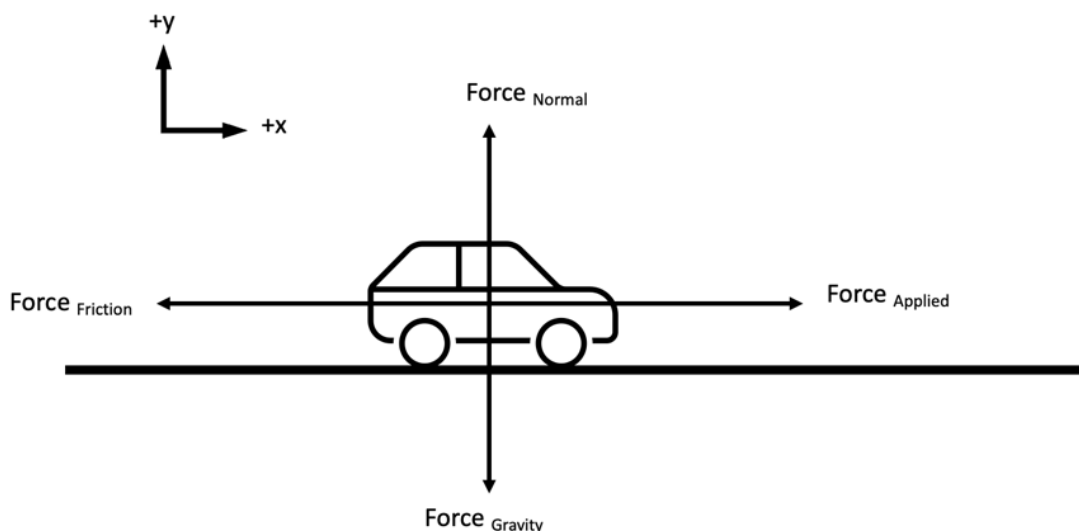 +y
+x
Force Normal
Force Friction
Force Applied
Force Gravity